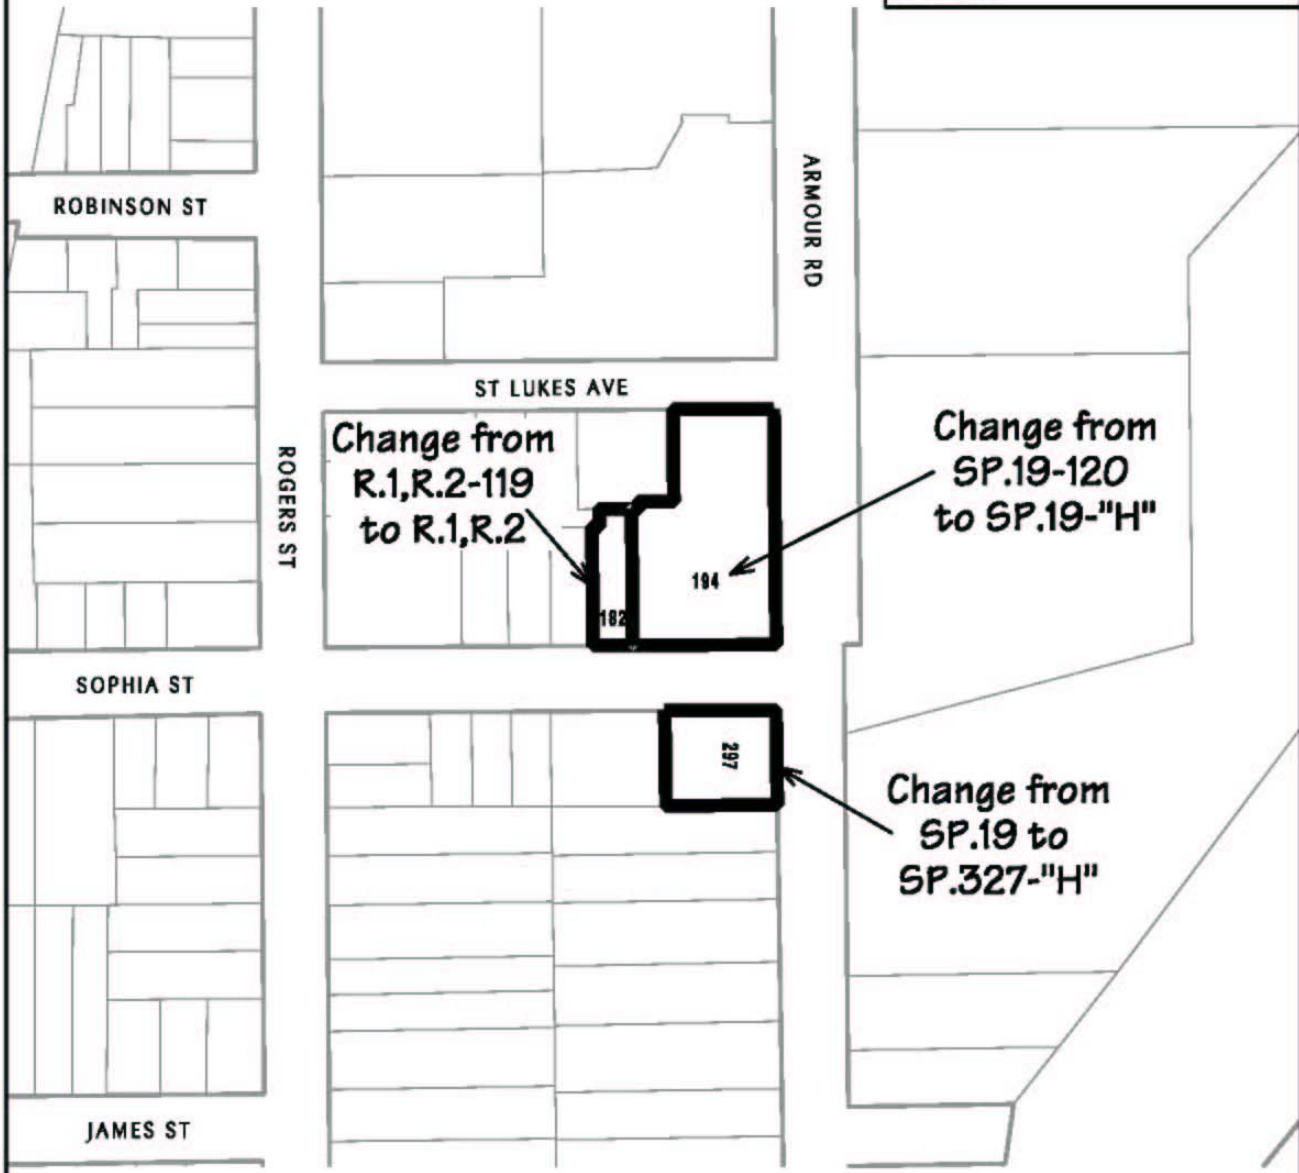 ROBINSON ST
ARMOUR RD
ST LUKES AVE
Change from
R.1,R.2-119
to R.1,R.2
Change from
SP.19-120
to SP.19-"H"
ROGERS ST
194
182
SOPHIA ST
297
Change from
SP.19 to
SP.327-"H"
JAMES ST